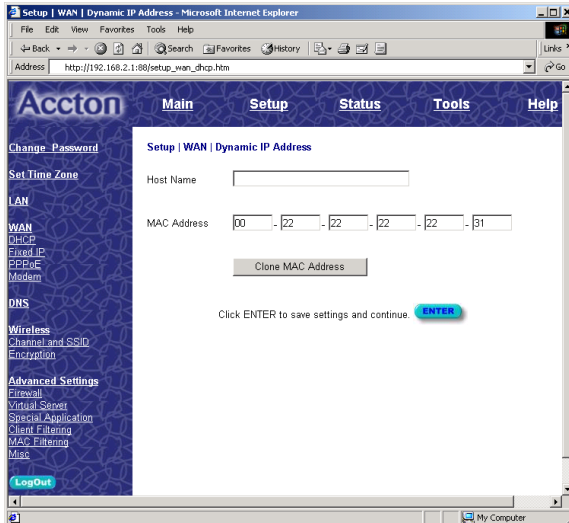 Setup | WAN | Dynamic IP Address - Microsoft Internet Explorer
File Edit View Favorites Tools Help
Back Search Favorites History Links »
Address http://192.168.2.1:88/setup_wan_dhcp.htm Go
Accton Main Setup Status Tools Help
Change Password
Set Time Zone
LAN
WAN
DHCP
Fixed IP
PPPoE
Modem
DNS
Wireless
Channel and SSID
Encryption
Advanced Settings
Firewall
Virtual Server
Special Application
Client Filtering
MAC Filtering
Misc
LogOut
Setup | WAN | Dynamic IP Address
Host Name
MAC Address 00 - 22 - 22 - 22 - 22 - 31
Clone MAC Address
Click ENTER to save settings and continue. ENTER
My Computer